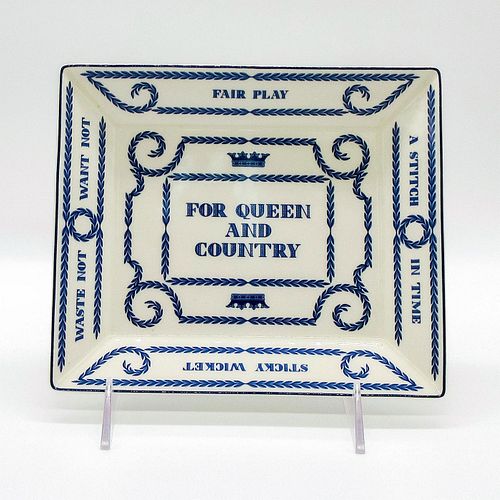 FAIR PLAY
WASTE NOT WANT NOT
A STITCH IN TIME
FOR QUEEN
AND
COUNTRY
STICKY WICKET